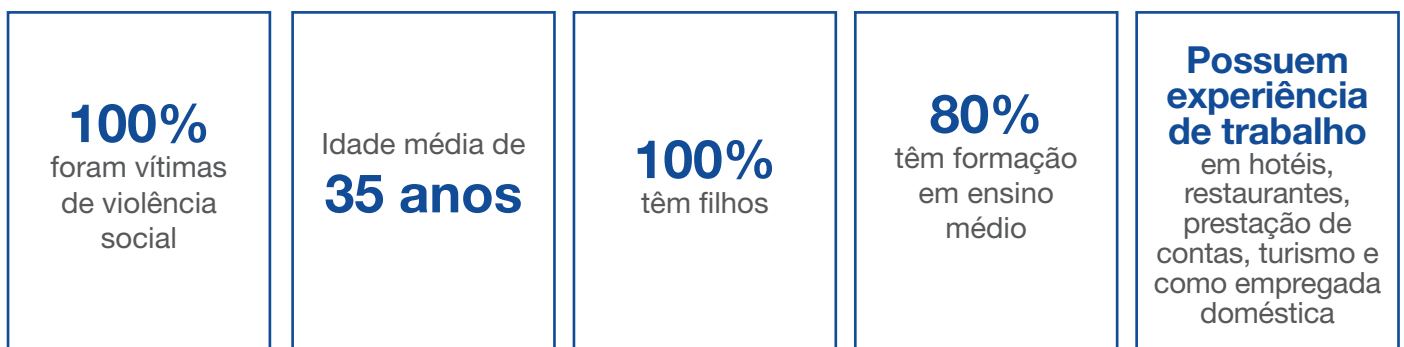 100%
foram vítimas
de violência
social
Idade média de
35 anos
100%
têm filhos
80%
têm formação
em ensino
médio
Possuem
experiência
de trabalho
em hotéis,
restaurantes,
prestação de
contas, turismo e
como empregada
doméstica